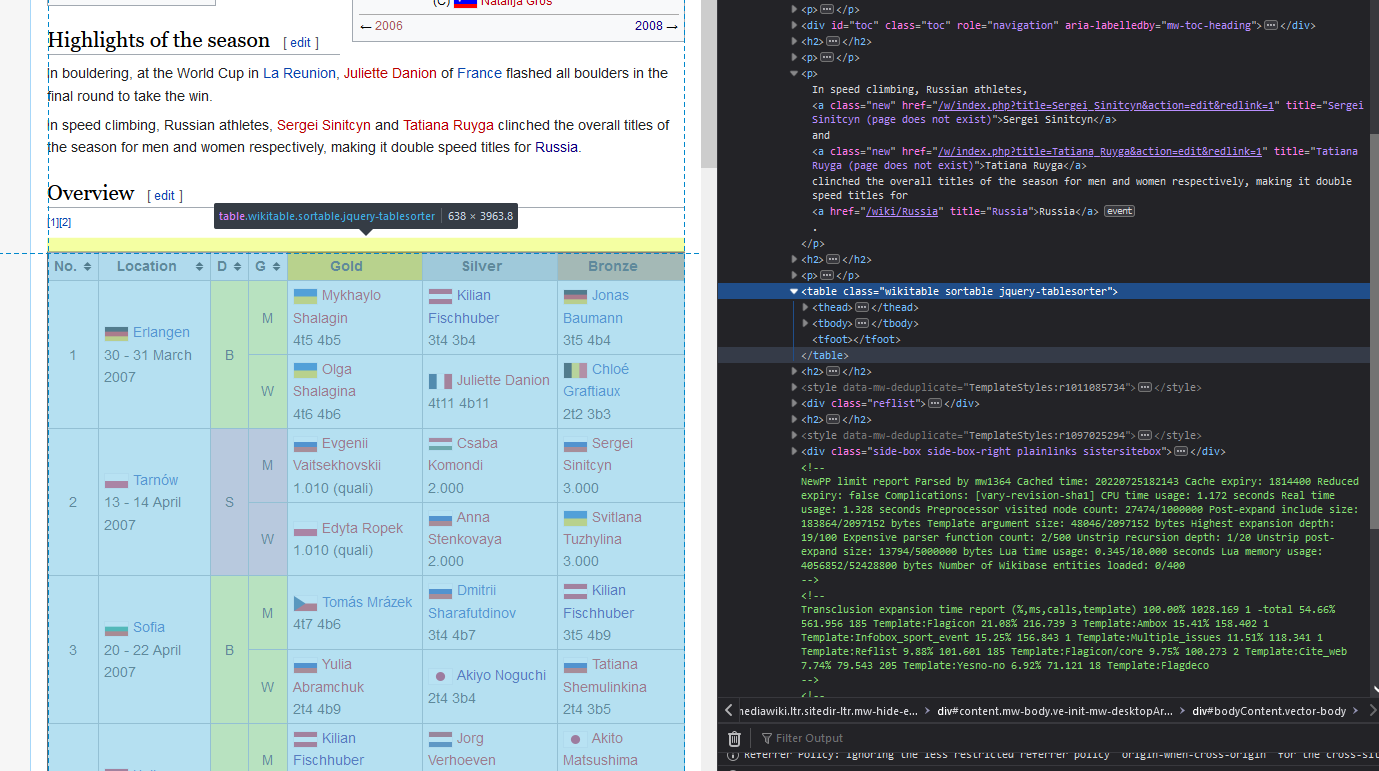 (C) Natalija Gros
← 2006 2008 →
Highlights of the season [ edit ]
In bouldering, at the World Cup in La Reunion, Juliette Danion of France flashed all boulders in the
final round to take the win.
In speed climbing, Russian athletes, Sergei Sinitcyn and Tatiana Ruyga clinched the overall titles of
the season for men and women respectively, making it double speed titles for Russia.
Overview [ edit ]
[1][2]
table.wikitable.sortable.jquery-tablesorter 638 × 3963.8
No. Location D G Gold Silver Bronze
1
Erlangen
30 - 31 March
2007
B
M
Mykhaylo
Shalagin
4t5 4b5
Kilian
Fischhuber
3t4 3b4
Jonas
Baumann
3t5 4b4
W
Olga
Shalagina
4t6 4b6
Juliette Danion
4t11 4b11
Chloé
Graftiaux
2t2 3b3
2
Tarnów
13 - 14 April
2007
S
M
Evgenii
Vaitsekhovskii
1.010 (quali)
Csaba
Komondi
2.000
Sergei
Sinitcyn
3.000
W
Edyta Ropek
1.010 (quali)
Anna
Stenkovaya
2.000
Svitlana
Tuzhylina
3.000
3
Sofia
20 - 22 April
2007
B
M
Tomás Mrázek
4t7 4b6
Dmitrii
Sharafutdinov
3t4 4b7
Kilian
Fischhuber
3t5 4b9
W
Yulia
Abramchuk
2t4 4b9
Akiyo Noguchi
2t4 3b4
Tatiana
Shemulinkina
2t4 3b5
M
Kilian
Fischhuber
Jorg
Verhoeven
Akito
Matsushima
<p> </p>
<div id="toc" class="toc" role="navigation" aria-labelledby="mw-toc-heading"> </div>
<h2> </h2>
<p> </p>
<p>
In speed climbing, Russian athletes,
<a class="new" href="/w/index.php?title=Sergei_Sinitcyn&action=edit&redlink=1" title="Sergei
Sinitcyn (page does not exist)">Sergei Sinitcyn</a>
and
<a class="new" href="/w/index.php?title=Tatiana_Ruyga&action=edit&redlink=1" title="Tatiana
Ruyga (page does not exist)">Tatiana Ruyga</a>
clinched the overall titles of the season for men and women respectively, making it double
speed titles for
<a href="/wiki/Russia" title="Russia">Russia</a> event
.
</p>
<h2> </h2>
<p> </p>
<table class="wikitable sortable jquery-tablesorter">
<thead> </thead>
<tbody> </tbody>
<tfoot></tfoot>
</table>
<h2> </h2>
<style data-mw-deduplicate="TemplateStyles:r1011085734"> </style>
<div class="reflist"> </div>
<h2> </h2>
<style data-mw-deduplicate="TemplateStyles:r1097025294"> </style>
<div class="side-box side-box-right plainlinks sistersitebox"> </div>
<!--
NewPP limit report Parsed by mw1364 Cached time: 20220725182143 Cache expiry: 1814400 Reduced
expiry: false Complications: [vary-revision-sha1] CPU time usage: 1.172 seconds Real time
usage: 1.328 seconds Preprocessor visited node count: 27474/1000000 Post-expand include size:
183864/2097152 bytes Template argument size: 48046/2097152 bytes Highest expansion depth:
19/100 Expensive parser function count: 2/500 Unstrip recursion depth: 1/20 Unstrip post-
expand size: 13794/5000000 bytes Lua time usage: 0.345/10.000 seconds Lua memory usage:
4056852/52428800 bytes Number of Wikibase entities loaded: 0/400
-->
<!--
Transclusion expansion time report (%,ms,calls,template) 100.00% 1028.169 1 -total 54.66%
561.956 185 Template:Flagicon 21.08% 216.739 3 Template:Ambox 15.41% 158.402 1
Template:Infobox_sport_event 15.25% 156.843 1 Template:Multiple_issues 11.51% 118.341 1
Template:Reflist 9.88% 101.601 185 Template:Flagicon/core 9.75% 100.273 2 Template:Cite_web
7.74% 79.543 205 Template:Yesno-no 6.92% 71.121 18 Template:Flagdeco
-->
<!--
nediawiki.ltr.sitedir-ltr.mw-hide-e... div#content.mw-body.ve-init-mw-desktopAr... div#bodyContent.vector-body
Filter Output
Referrer Policy: Ignoring the less restricted referrer policy "origin-when-cross-origin" for the cross-sit